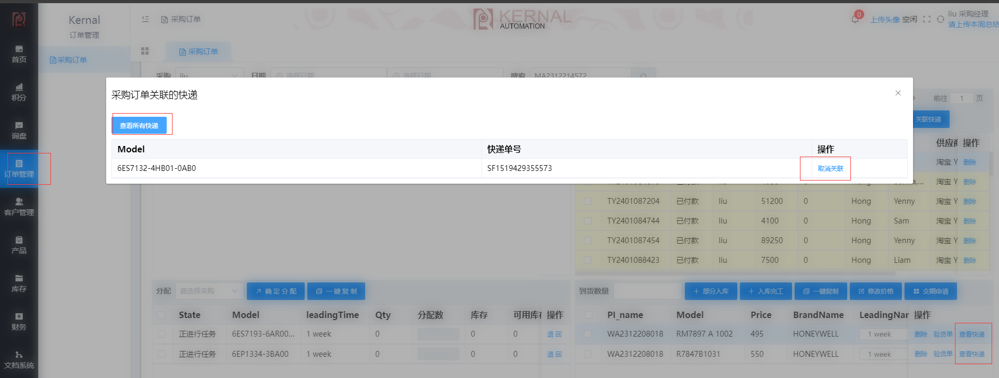 Kernal
订单管理
采购订单
首页
积分
询盘
订单管理
客户管理
产品
库存
财务
文档系统
采购订单
KERNAL
AUTOMATION
0
上传头像 空闲
liu 采购经理
请上传本周总结
采购订单
采购 liu 日期 选择日期 选择日期 搜索 MA2312214572
前往 1 页
关联快递
采购订单关联的快递
查看所有快递
Model 快递单号 操作
6ES7132-4HB01-0AB0 SF1519429355573 取消关联
供应商 操作
淘宝 Y 删除
淘宝 Y 删除
TY2401087204 已付款 liu 51200 0 Hong Yenny 淘宝 Y 删除
TY2401084744 已付款 liu 4100 0 Hong Sam 淘宝 Y 删除
TY2401087454 已付款 liu 89250 0 Hong Yenny 淘宝 Y 删除
TY2401088423 已付款 liu 7500 0 Hong Liam 淘宝 Y 删除
分配 请选择采购 确定分配 一键复制
State Model leadingTime Qty 分配数 库存 可用库存 操作
正进行任务 6ES7193-6AR00... 1 week 0 0 0 退回
正进行任务 6EP1334-3BA00 1 week 0 0 0 退回
到货数量 部分入库 入库完工 一键复制 修改价格 交期申请
PI_name Model Price BrandName LeadingNar 操作
WA2312208018 RM7897 A 1002 495 HONEYWELL 1 week 删除 验货单 查看快递
WA2312208018 R7847B1031 550 HONEYWELL 1 week 删除 验货单 查看快递